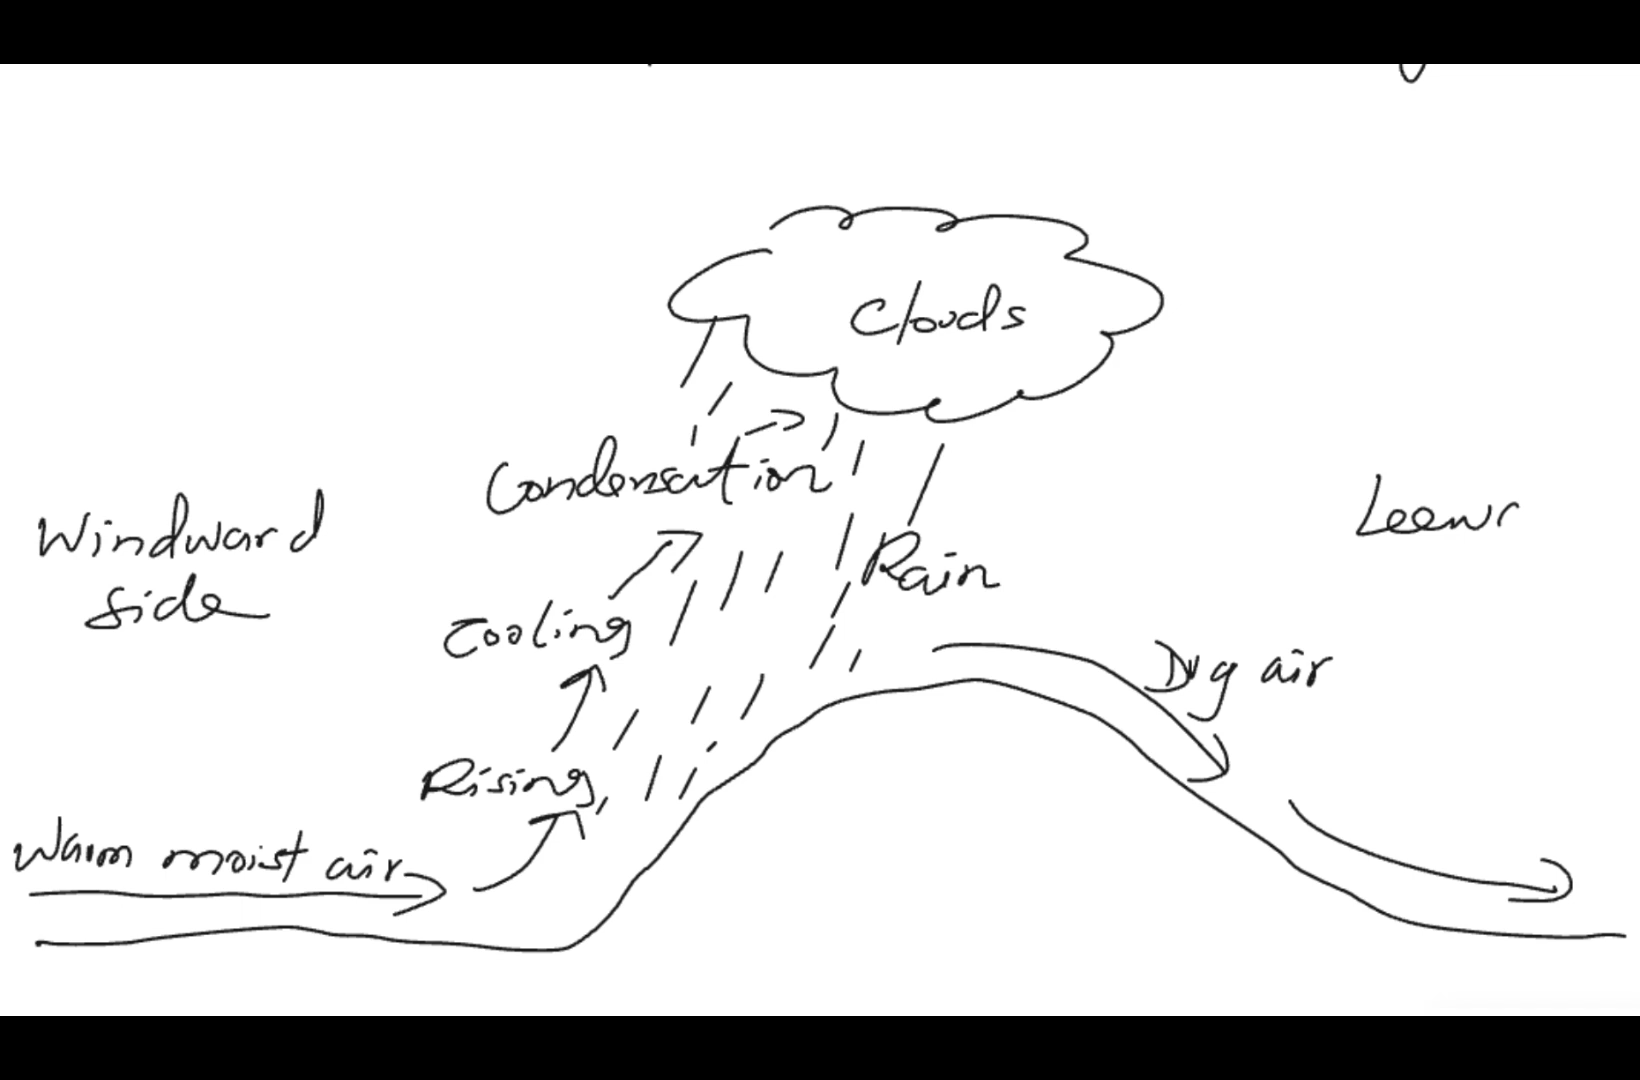 Clouds
Condensation
Windward
side
Leewr
Rain
Cooling
Dry air
Rising
Warm moist air